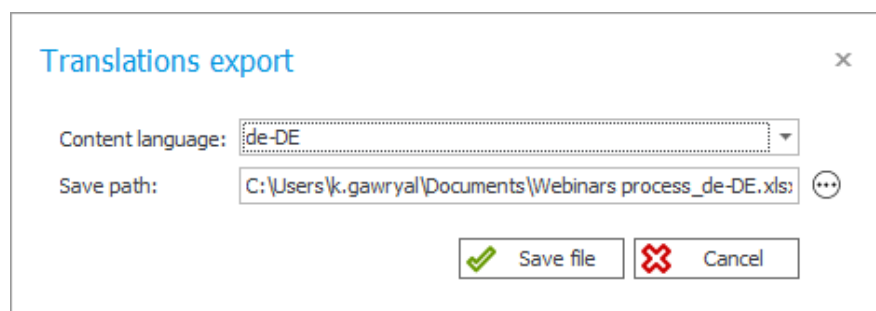 Translations export
Content language: de-DE
Save path: C:\Users\k.gawryal\Documents\Webinars process_de-DE.xlsx
Save file Cancel